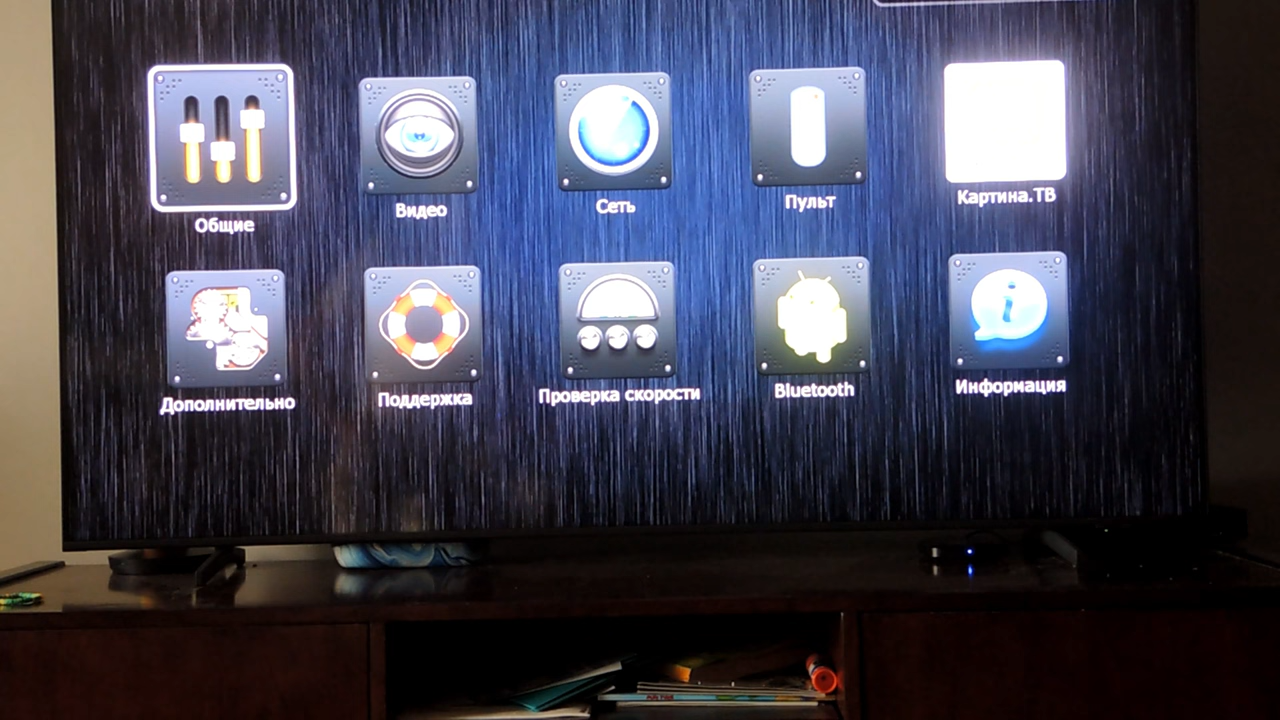 Общие
Видео
Сеть
Пульт
Картина.ТВ
Дополнительно
Поддержка
Проверка скорости
Bluetooth
Информация